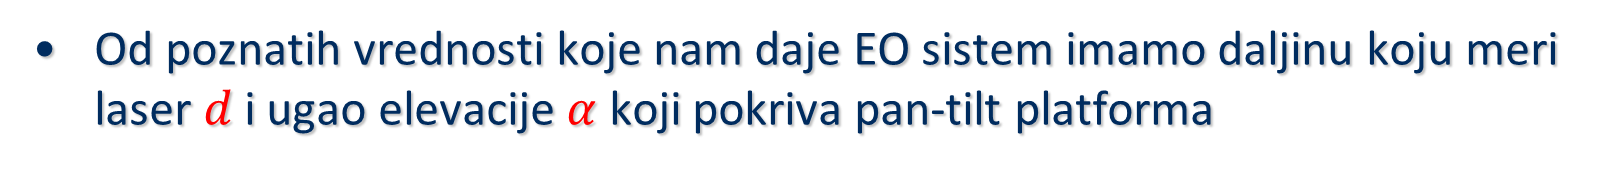 • Od poznatih vrednosti koje nam daje EO sistem imamo daljinu koju meri
laser d i ugao elevacije α koji pokriva pan-tilt platforma